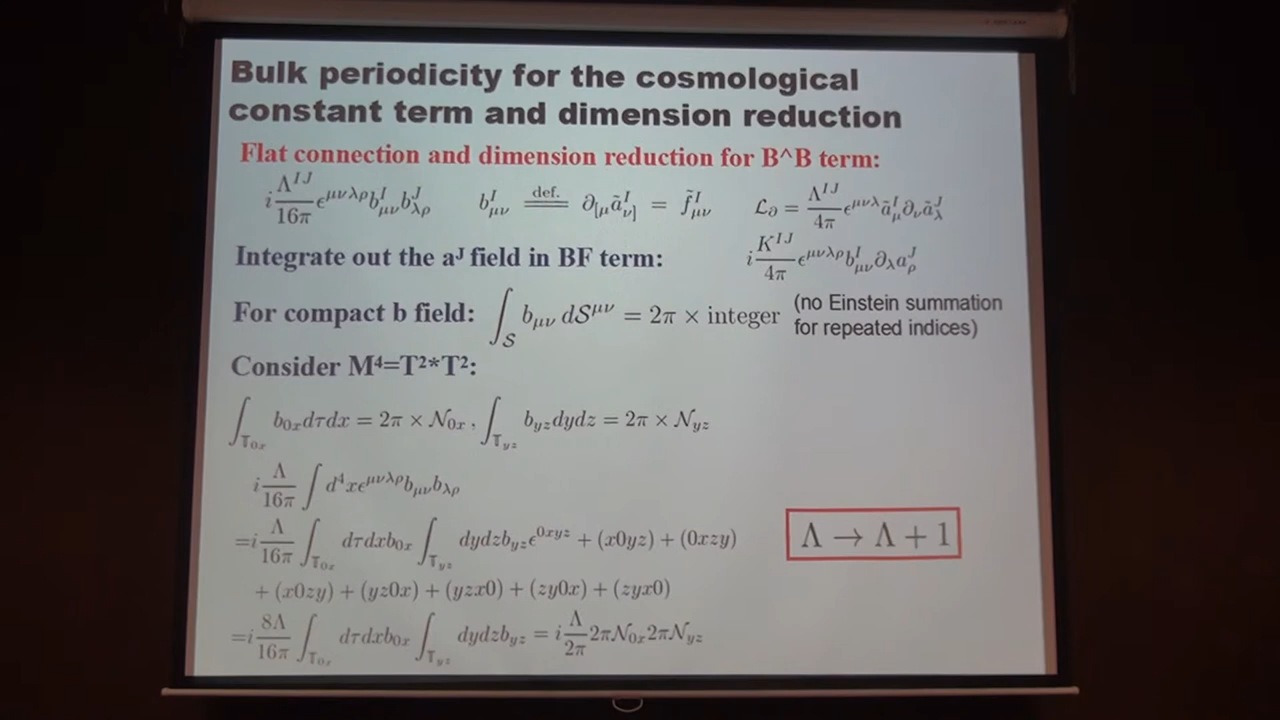 Bulk periodicity for the cosmological
constant term and dimension reduction
Flat connection and dimension reduction for B^B term:
i Λ^{IJ}/16π ϵ^{μνλρ} b^I_{μν} b^J_{λρ}    b^I_{μν} =^{def.} ∂_{[μ} ã^I_{ν]} = f̃^I_{μν}    ℒ_∂ = Λ^{IJ}/4π ϵ^{μνλ} ã^I_μ ∂_ν ã^J_λ
Integrate out the a^J field in BF term:    i K^{IJ}/4π ϵ^{μνλρ} b^I_{μν} ∂_λ a^J_ρ
For compact b field: ∫_𝒮 b_{μν} d𝒮^{μν} = 2π × integer    (no Einstein summation
for repeated indices)
Consider M⁴=T²*T²:
∫_{𝕋_{0x}} b_{0x} dτdx = 2π × 𝒩_{0x} , ∫_{𝕋_{yz}} b_{yz} dydz = 2π × 𝒩_{yz}
i Λ/16π ∫ d⁴x ϵ^{μνλρ} b_{μν} b_{λρ}
=i Λ/16π ∫_{𝕋_{0x}} dτdx b_{0x} ∫_{𝕋_{yz}} dydz b_{yz} ϵ^{0xyz} + (x0yz) + (0xzy)    Λ → Λ + 1
+ (x0zy) + (yz0x) + (yzx0) + (zy0x) + (zyx0)
=i 8Λ/16π ∫_{𝕋_{0x}} dτdx b_{0x} ∫_{𝕋_{yz}} dydz b_{yz} = i Λ/2π 2π𝒩_{0x} 2π𝒩_{yz}